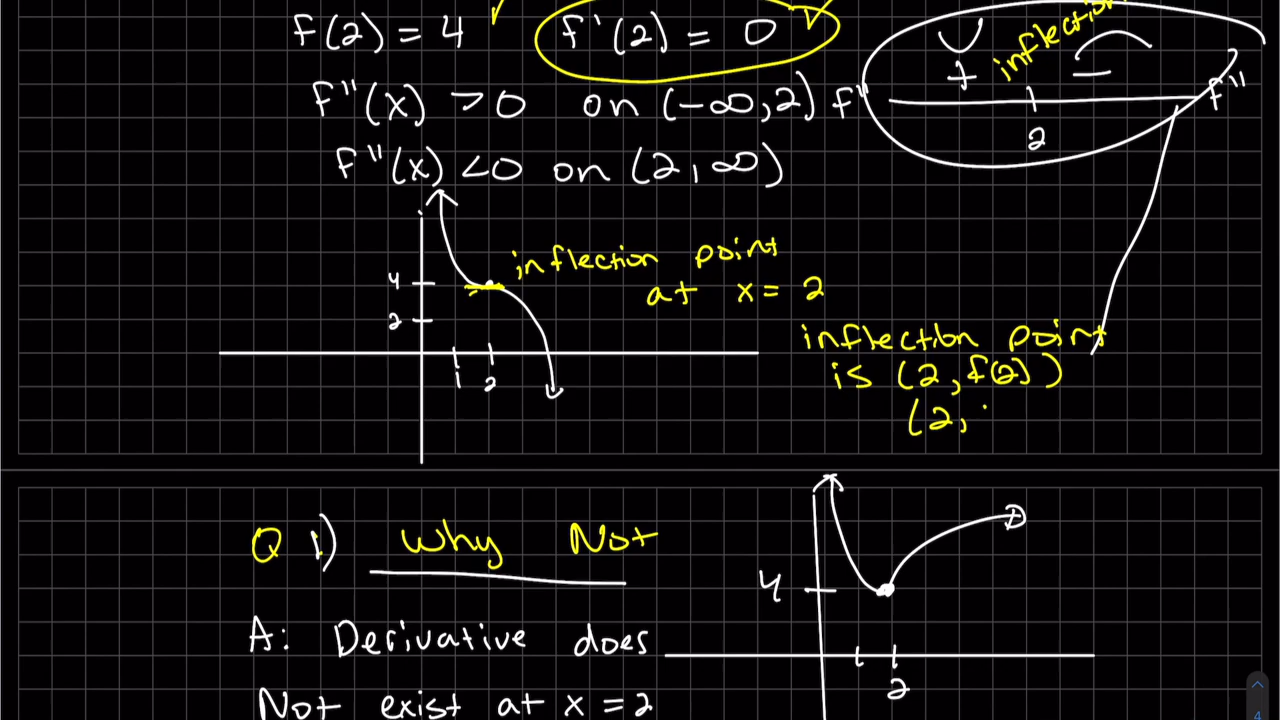 f(2) = 4 f'(2) = 0
f''(x) >0 on (-∞,2) f''
f''(x) <0 on (2,∞)
+ inflection −
2
f''
inflection point
at x = 2
4
2
1 2
inflection point
is (2, f(2))
(2,
Q 1) Why Not
A: Derivative does
Not exist at x = 2
4
2
4